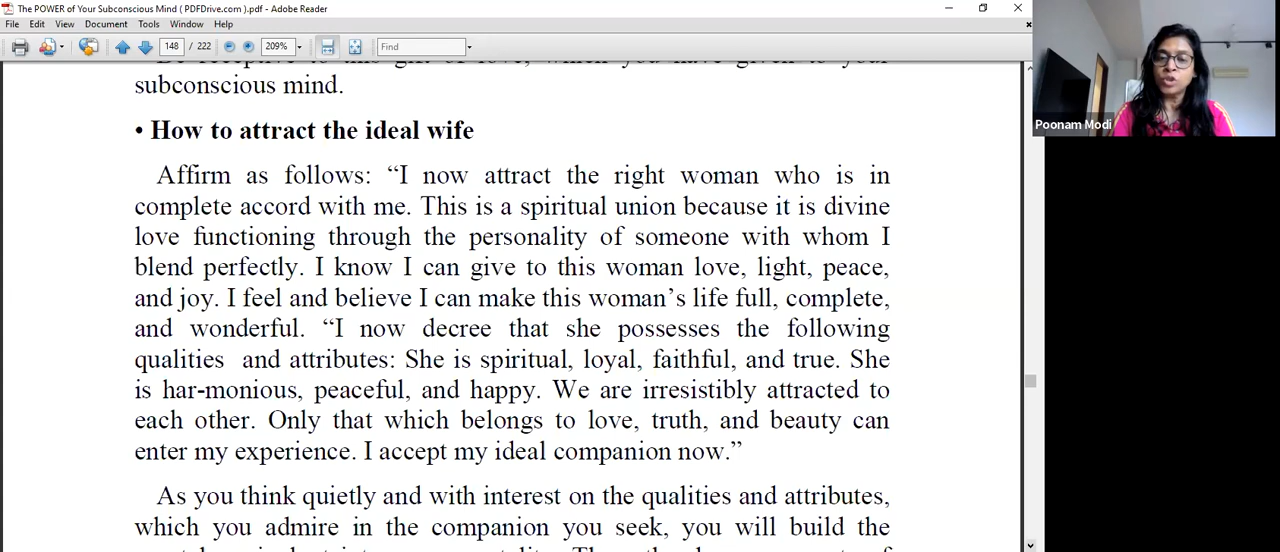 The POWER of Your Subconscious Mind ( PDFDrive.com ).pdf - Adobe Reader
File Edit View Document Tools Window Help
148 / 222 209% Find
subconscious mind.
• How to attract the ideal wife
Affirm as follows: “I now attract the right woman who is in
complete accord with me. This is a spiritual union because it is divine
love functioning through the personality of someone with whom I
blend perfectly. I know I can give to this woman love, light, peace,
and joy. I feel and believe I can make this woman’s life full, complete,
and wonderful. “I now decree that she possesses the following
qualities and attributes: She is spiritual, loyal, faithful, and true. She
is har-monious, peaceful, and happy. We are irresistibly attracted to
each other. Only that which belongs to love, truth, and beauty can
enter my experience. I accept my ideal companion now.”
As you think quietly and with interest on the qualities and attributes,
which you admire in the companion you seek, you will build the
Poonam Modi